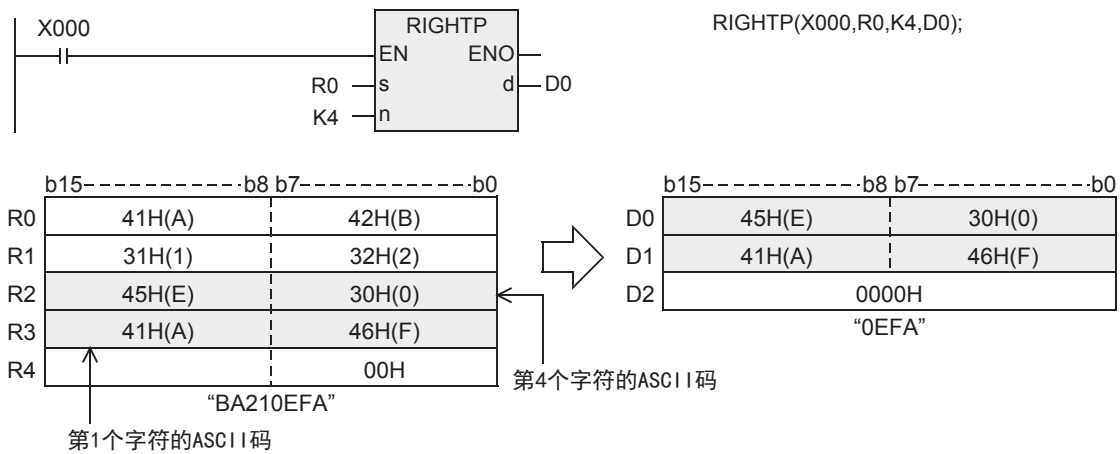 X000
RIGHTP
RIGHTP(X000,R0,K4,D0);
EN ENO
R0 s d D0
K4 n
b15 b8 b7 b0
R0 41H(A) 42H(B)
R1 31H(1) 32H(2)
R2 45H(E) 30H(0)
R3 41H(A) 46H(F)
R4 00H
“BA210EFA”
第1个字符的ASCII码
第4个字符的ASCII码
b15 b8 b7 b0
D0 45H(E) 30H(0)
D1 41H(A) 46H(F)
D2 0000H
“0EFA”